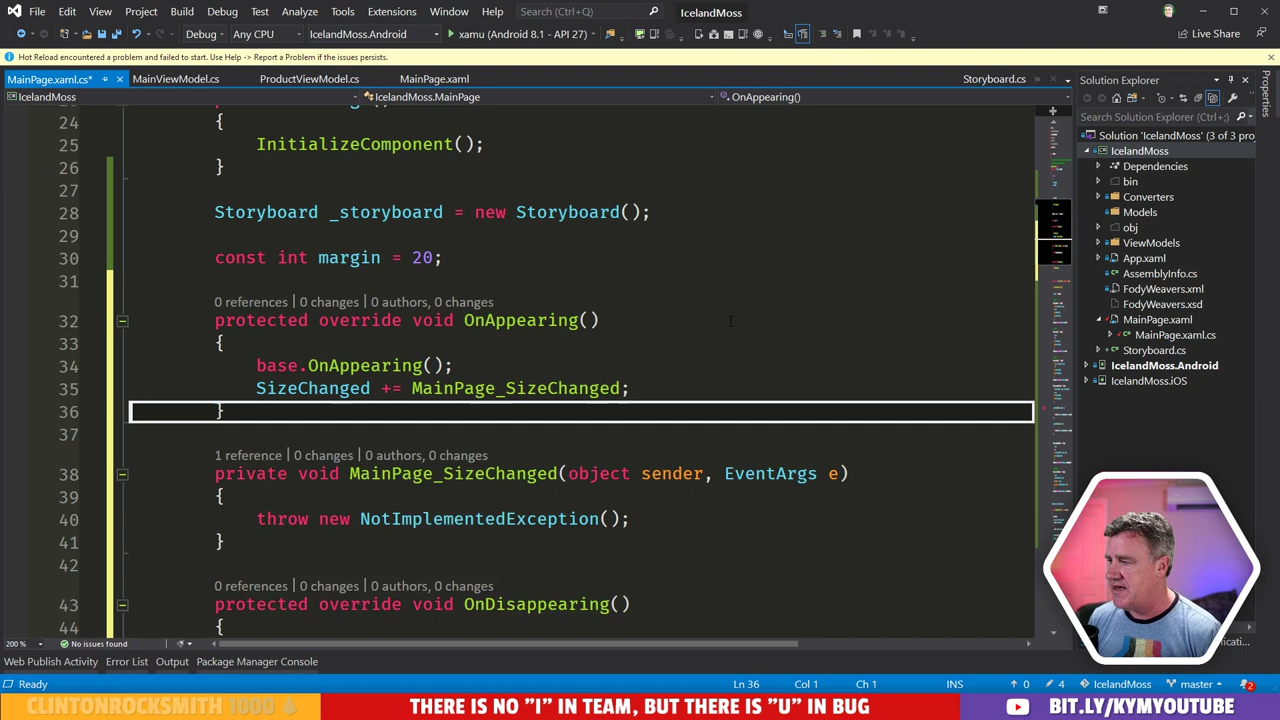 File Edit View Git Project Build Debug Test Analyze Tools Extensions Window Help Search (Ctrl+Q) IcelandMoss
Debug Any CPU IcelandMoss.Android xamu (Android 8.1 - API 27) Live Share
Hot Reload encountered a problem and failed to start. Use Help -> Report a Problem if the issues persists.
MainPage.xaml.cs* MainViewModel.cs ProductViewModel.cs MainPage.xaml Storyboard.cs
IcelandMoss IcelandMoss.MainPage OnAppearing()
24 {
25 InitializeComponent();
26 }
27
28 Storyboard _storyboard = new Storyboard();
29
30 const int margin = 20;
31
0 references | 0 changes | 0 authors, 0 changes
32 protected override void OnAppearing()
33 {
34 base.OnAppearing();
35 SizeChanged += MainPage_SizeChanged;
36 }
37
1 reference | 0 changes | 0 authors, 0 changes
38 private void MainPage_SizeChanged(object sender, EventArgs e)
39 {
40 throw new NotImplementedException();
41 }
42
0 references | 0 changes | 0 authors, 0 changes
43 protected override void OnDisappearing()
44 {
200 % No issues found
Solution Explorer
Search Solution Explorer (Ctrl+;)
Solution 'IcelandMoss' (3 of 3 pro
IcelandMoss
Dependencies
bin
Converters
Models
obj
ViewModels
App.xaml
AssemblyInfo.cs
FodyWeavers.xml
FodyWeavers.xsd
MainPage.xaml
MainPage.xaml.cs
Storyboard.cs
IcelandMoss.Android
IcelandMoss.iOS
Properties
Web Publish Activity Error List Output Package Manager Console
Ready Ln 36 Col 1 Ch 1 INS 0 4 IcelandMoss master 2
CLINTONROCKSMITH 1000 THERE IS NO "I" IN TEAM, BUT THERE IS "U" IN BUG BIT.LY/KYMYOUTUBE